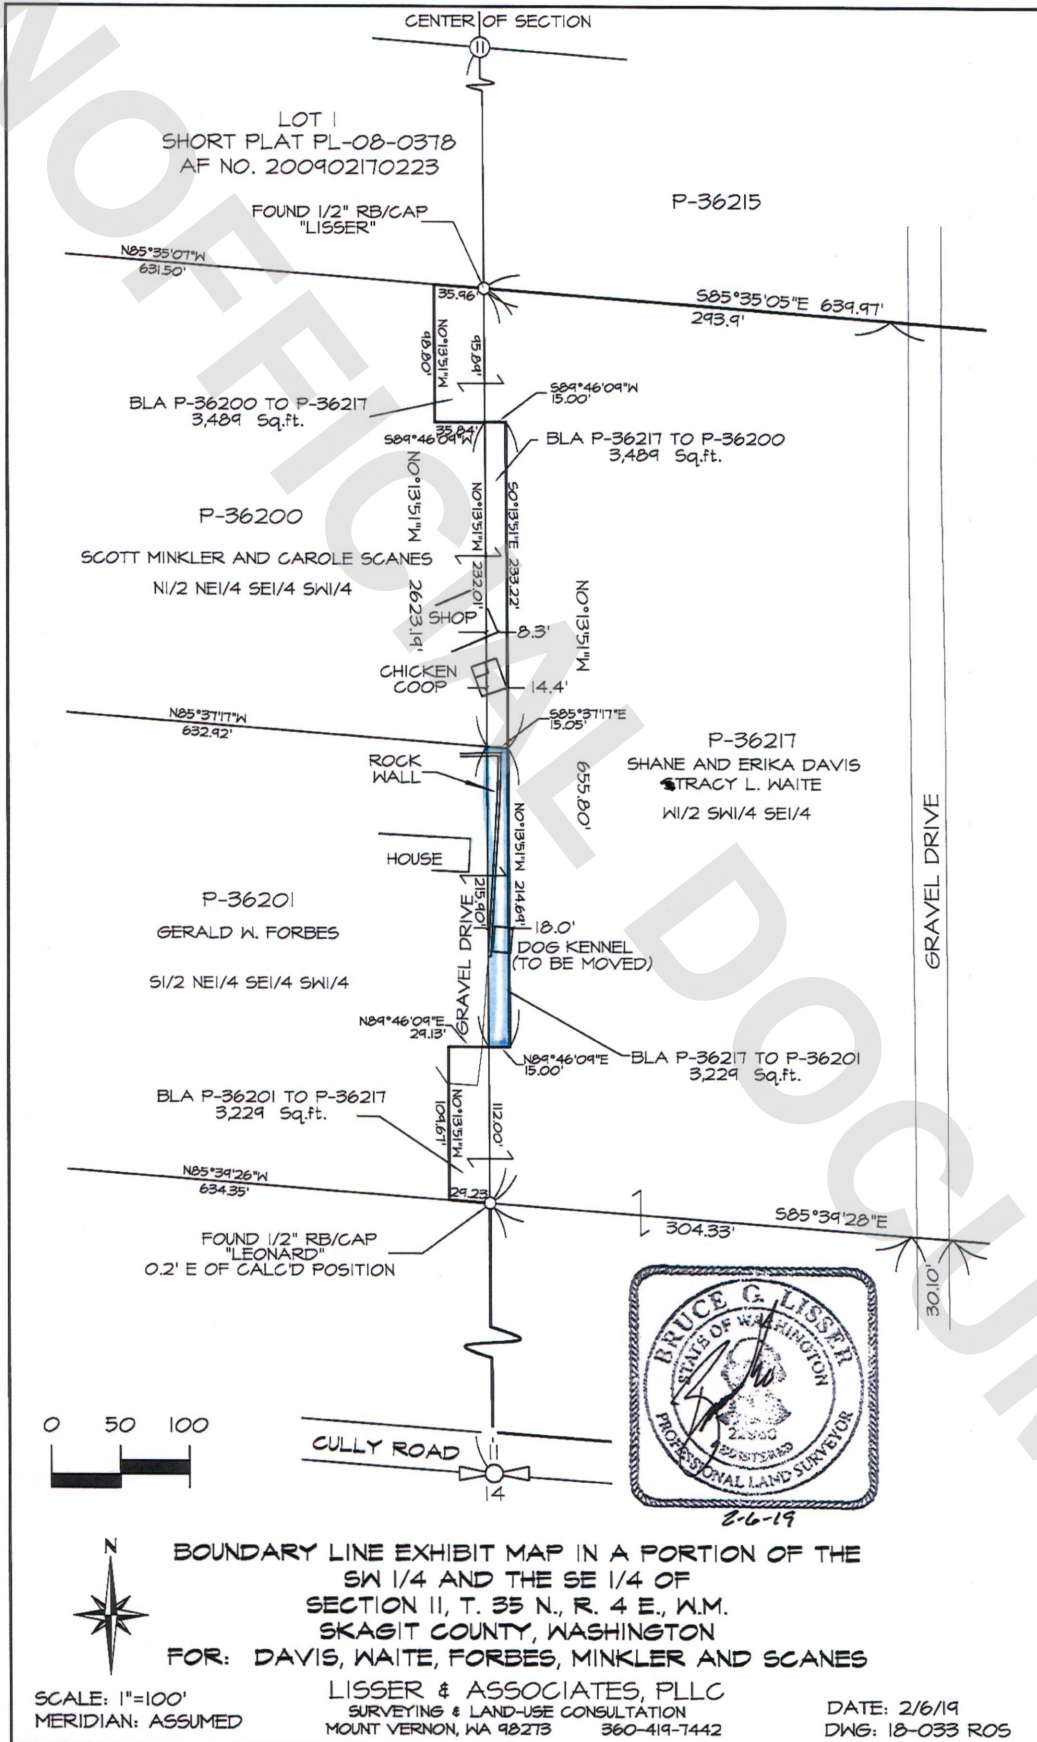 CENTER OF SECTION
11
LOT 1
SHORT PLAT PL-08-0378
AF NO. 200902170223
P-36215
FOUND 1/2" RB/CAP
"LISSER"
N85°35'07"W
631.50'
35.96'
S85°35'05"E 639.97'
293.9'
N0°13'51"W
98.80'
95.89'
S89°46'09"W
15.00'
BLA P-36200 TO P-36217
3,489 Sq.ft.
35.84'
S89°46'09"W
BLA P-36217 TO P-36200
3,489 Sq.ft.
P-36200
SCOTT MINKLER AND CAROLE SCANES
N1/2 NE1/4 SE1/4 SW1/4
N0°13'51"W 2623.19'
N0°13'51"W 232.01'
S0°13'51"E 233.22'
N0°13'51"W 655.80'
SHOP
8.3'
CHICKEN
COOP
14.4'
N85°37'17"W
632.92'
S85°37'17"E
15.05'
P-36217
SHANE AND ERIKA DAVIS
STRACY L. WAITE
W1/2 SW1/4 SE1/4
ROCK
WALL
HOUSE
N0°13'51"W 214.69'
215.90'
GRAVEL DRIVE
GRAVEL DRIVE
P-36201
GERALD W. FORBES
S1/2 NE1/4 SE1/4 SW1/4
18.0'
DOG KENNEL
(TO BE MOVED)
N89°46'09"E
29.13'
N89°46'09"E
15.00'
BLA P-36217 TO P-36201
3,229 Sq.ft.
BLA P-36201 TO P-36217
3,229 Sq.ft.
N0°13'51"W
109.67'
112.00'
N85°39'26"W
634.35'
29.23'
S85°39'28"E
304.33'
30.10'
FOUND 1/2" RB/CAP
"LEONARD"
0.2' E OF CALC'D POSITION
BRUCE G. LISSER
STATE OF WASHINGTON
REGISTERED
PROFESSIONAL LAND SURVEYOR
2-6-19
0 50 100
CULLY ROAD
11
14
N
BOUNDARY LINE EXHIBIT MAP IN A PORTION OF THE
SW 1/4 AND THE SE 1/4 OF
SECTION 11, T. 35 N., R. 4 E., W.M.
SKAGIT COUNTY, WASHINGTON
FOR: DAVIS, WAITE, FORBES, MINKLER AND SCANES
SCALE: 1"=100'
MERIDIAN: ASSUMED
LISSER & ASSOCIATES, PLLC
SURVEYING & LAND-USE CONSULTATION
MOUNT VERNON, WA 98273 360-419-7442
DATE: 2/6/19
DWG: 18-033 ROS
NOFFICIAL DOCUM